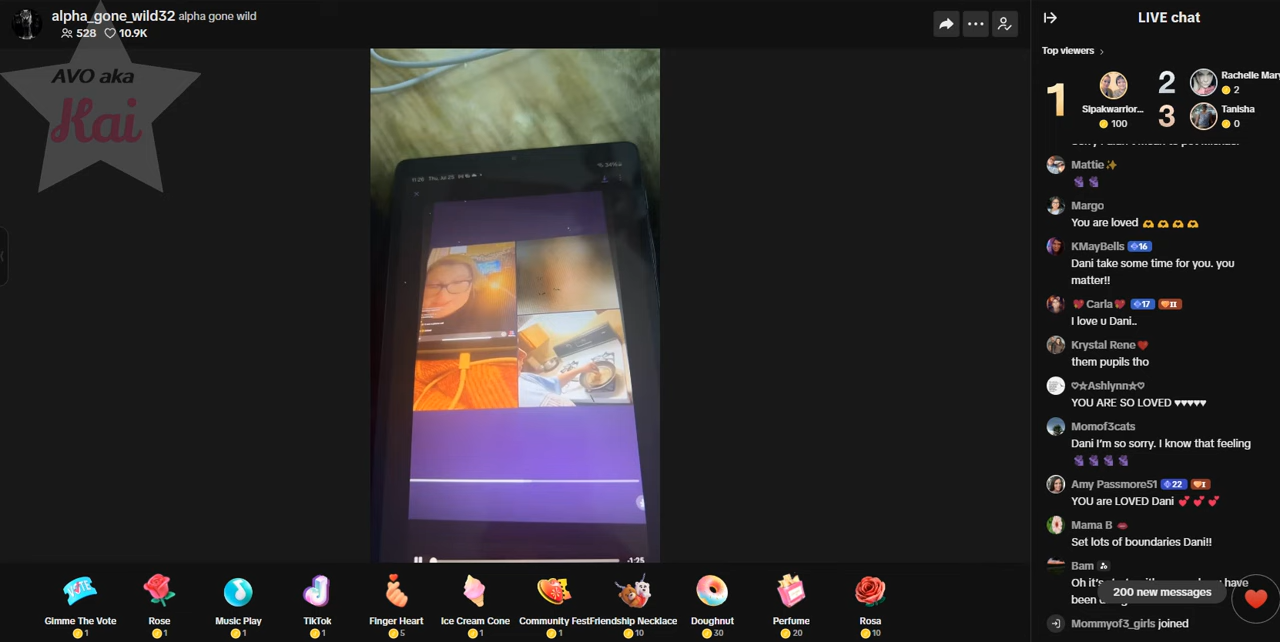 alpha_gone_wild32 alpha gone wild
528 10.9K
AVO aka
Kai
LIVE chat
Top viewers
1
Sipakwarrior...
100
2
Rachelle Mary
2
3
Tanisha
0
Mattie
Margo
You are loved
KMayBells 16
Dani take some time for you. you
matter!!
Carla 17 II
I love u Dani..
Krystal Rene
them pupils tho
♡☆Ashlynn☆♡
YOU ARE SO LOVED ♥♥♥♥♥
Momof3cats
Dani I'm so sorry. I know that feeling
Amy Passmore51 22 I
YOU are LOVED Dani
Mama B
Set lots of boundaries Dani!!
Bam
200 new messages
Mommyof3_girls joined
-1:25
VOTE
Gimme The Vote
1
Rose
1
Music Play
1
TikTok
1
Finger Heart
5
Ice Cream Cone
1
Community Fest
1
Friendship Necklace
10
Doughnut
30
Perfume
20
Rosa
10